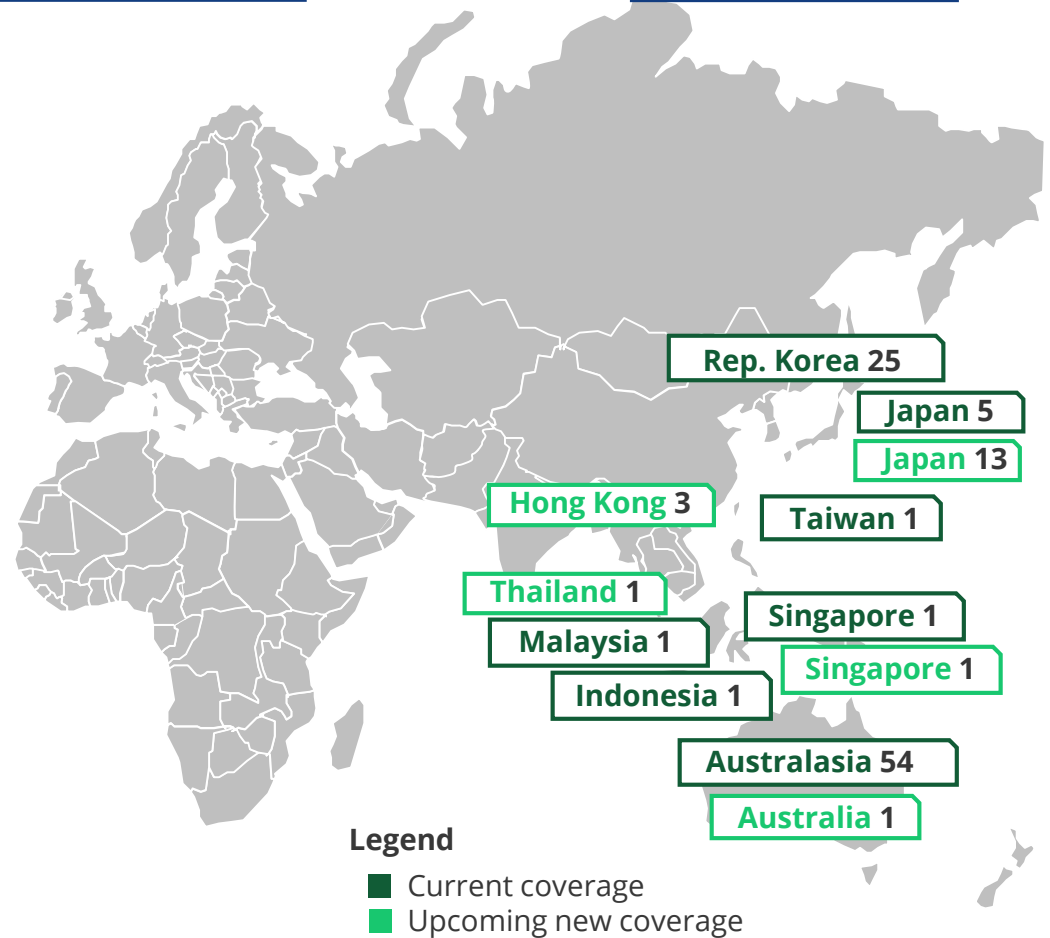 Rep. Korea 25
Japan 5
Japan 13
Hong Kong 3
Taiwan 1
Thailand 1
Singapore 1
Malaysia 1
Singapore 1
Indonesia 1
Australasia 54
Australia 1
Legend
Current coverage
Upcoming new coverage